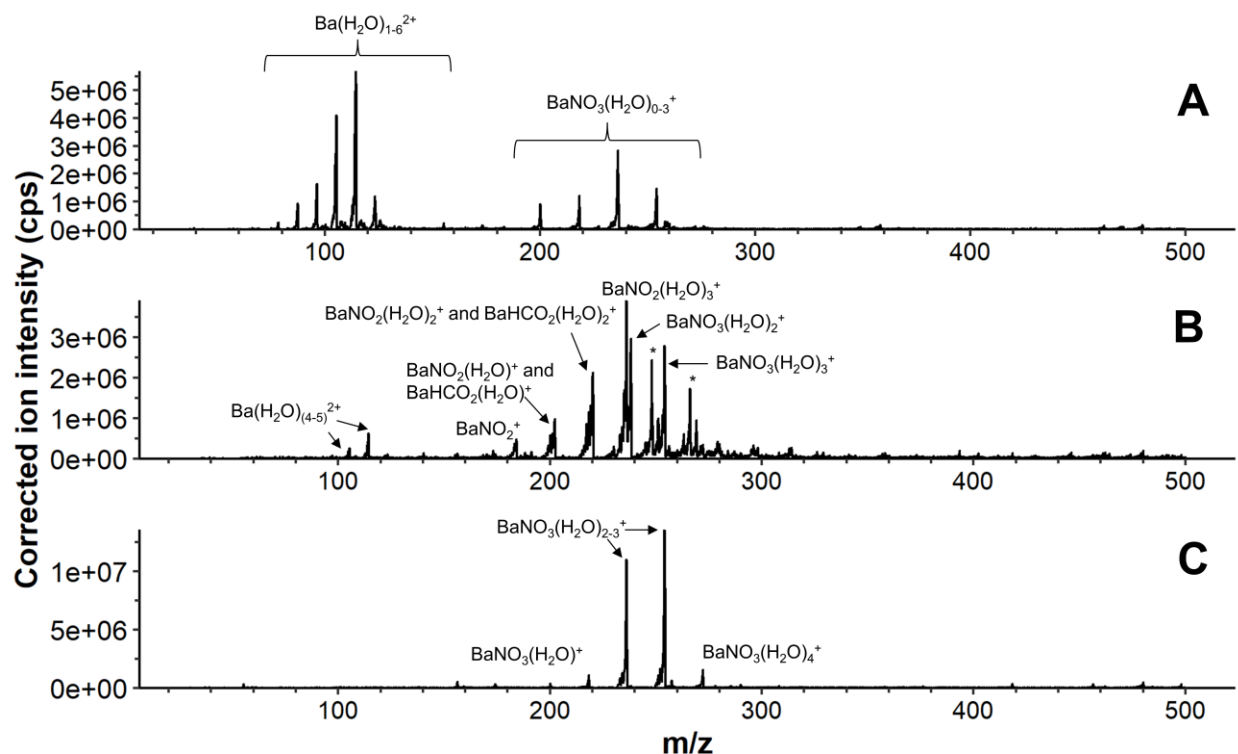 Corrected ion intensity (cps)
Ba(H₂O)₁₋₆²⁺
BaNO₃(H₂O)₀₋₃⁺
A
5e+06
4e+06
3e+06
2e+06
1e+06
0e+00
100 200 300 400 500
BaNO₂(H₂O)₃⁺
BaNO₂(H₂O)₂⁺ and BaHCO₂(H₂O)₂⁺
BaNO₃(H₂O)₂⁺
B
BaNO₂(H₂O)⁺ and
BaHCO₂(H₂O)⁺
* BaNO₃(H₂O)₃⁺
*
Ba(H₂O)₍₄₋₅₎²⁺
BaNO₂⁺
3e+06
2e+06
1e+06
0e+00
100 200 300 400 500
BaNO₃(H₂O)₂₋₃⁺
C
BaNO₃(H₂O)⁺
BaNO₃(H₂O)₄⁺
1e+07
5e+06
0e+00
100 200 300 400 500
m/z